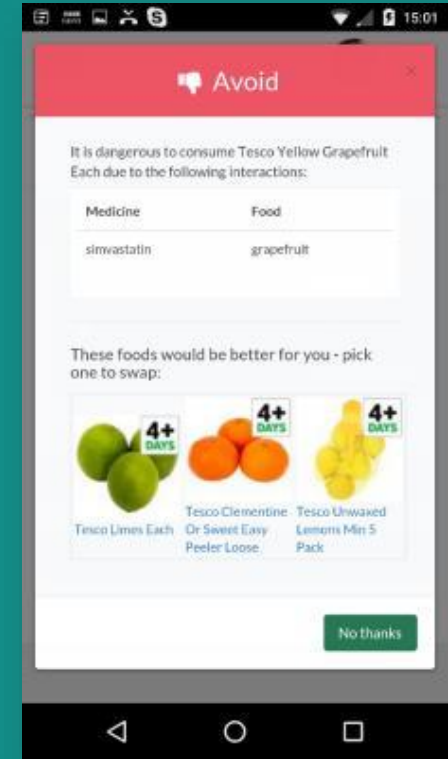 15:01
Avoid
×
It is dangerous to consume Tesco Yellow Grapefruit
Each due to the following interactions:
Medicine Food
simvastatin grapefruit
These foods would be better for you - pick
one to swap:
4+
DAYS
4+
DAYS
4+
DAYS
Tesco Limes Each
Tesco Clementine
Or Sweet Easy
Peeler Loose
Tesco Unwaxed
Lemons Min 5
Pack
No thanks